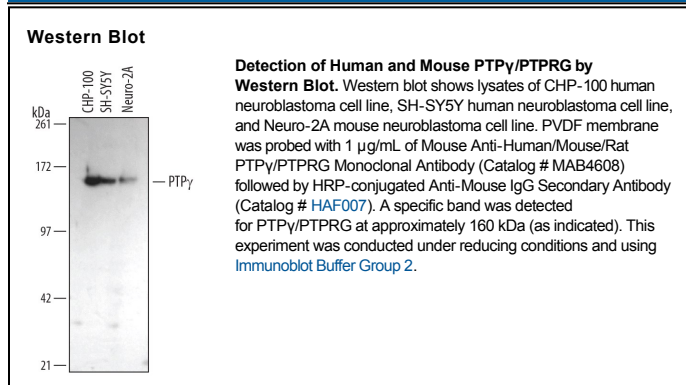 Western Blot
CHP-100
SH-SY5Y
Neuro-2A
kDa
261
172
PTPγ
97
42
21
Detection of Human and Mouse PTPγ/PTPRG by
Western Blot. Western blot shows lysates of CHP-100 human
neuroblastoma cell line, SH-SY5Y human neuroblastoma cell line,
and Neuro-2A mouse neuroblastoma cell line. PVDF membrane
was probed with 1 µg/mL of Mouse Anti-Human/Mouse/Rat
PTPγ/PTPRG Monoclonal Antibody (Catalog # MAB4608)
followed by HRP-conjugated Anti-Mouse IgG Secondary Antibody
(Catalog # HAF007). A specific band was detected
for PTPγ/PTPRG at approximately 160 kDa (as indicated). This
experiment was conducted under reducing conditions and using
Immunoblot Buffer Group 2.